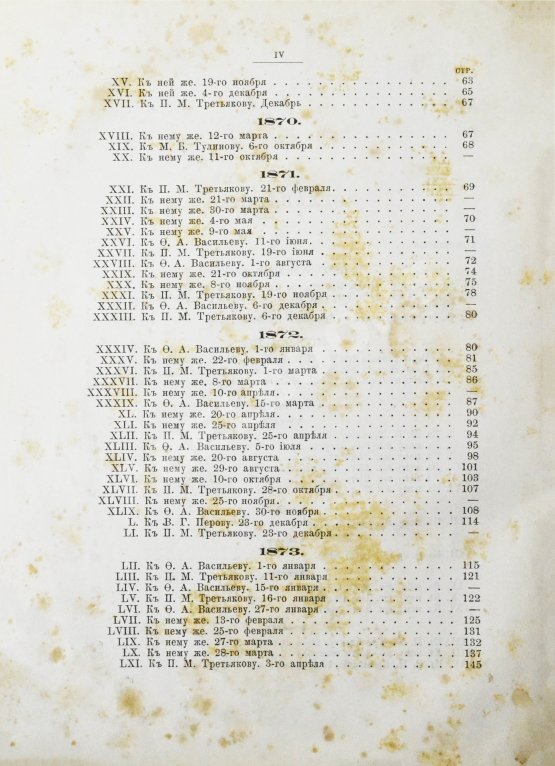 IV
СТР.
XV. Къ ней же. 19-го ноября . . . 63
XVI. Къ ней же. 4-го декабря . . . 65
XVII. Къ П. М. Третьякову. Декабрь . . . 67
1870.
XVIII. Къ нему же. 12-го марта . . . 67
XIX. Къ М. Б. Тулинову. 6-го октября . . . 68
XX. Къ нему же. 11-го октября . . . —
1871.
XXI. Къ П. М. Третьякову. 21-го февраля . . . 69
XXII. Къ нему же. 21-го марта . . . —
XXIII. Къ нему же. 30-го марта . . . —
XXIV. Къ нему же. 4-го мая . . . 70
XXV. Къ нему же. 9-го мая . . . —
XXVI. Къ Ѳ. А. Васильеву. 11-го іюня . . . 71
XXVII. Къ П. М. Третьякову. 19-го іюня . . . —
XXVIII. Къ Ѳ. А. Васильеву. 1-го августа . . . 72
XXIX. Къ нему же. 21-го октября . . . 74
XXX. Къ нему же. 8-го ноября . . . 75
XXXI. Къ П. М. Третьякову. 19-го ноября . . . 78
XXXII. Къ Ѳ. А. Васильеву. 6-го декабря . . . —
XXXIII. Къ П. М. Третьякову. 6-го декабря . . . 80
1872.
XXXIV. Къ Ѳ. А. Васильеву. 1-го января . . . 80
XXXV. Къ нему же. 22-го февраля . . . 81
XXXVI. Къ П. М. Третьякову. 1-го марта . . . 85
XXXVII. Къ нему же. 8-го марта . . . 86
XXXVIII. Къ нему же. 10-го апрѣля . . . —
XXXIX. Къ Ѳ. А. Васильеву. 15-го марта . . . 87
XL. Къ нему же. 20-го апрѣля . . . 90
XLI. Къ нему же. 25-го апрѣля . . . 92
XLII. Къ П. М. Третьякову. 25-го апрѣля . . . 94
XLIII. Къ Ѳ. А. Васильеву. 5-го іюля . . . 95
XLIV. Къ нему же. 20-го августа . . . 98
XLV. Къ нему же. 29-го августа . . . 101
XLVI. Къ нему же. 10-го октября . . . 103
XLVII. Къ П. М. Третьякову. 28-го октября . . . 107
XLVIII. Къ нему же. 25-го ноября . . . —
XLIX. Къ Ѳ. А. Васильеву. 30-го ноября . . . 108
L. Къ В. Г. Перову. 23-го декабря . . . 114
LI. Къ П. М. Третьякову. 23-го декабря . . . —
1873.
LII. Къ Ѳ. А. Васильеву. 1-го января . . . 115
LIII. Къ П. М. Третьякову. 11-го января . . . 121
LIV. Къ Ѳ. А. Васильеву. 15-го января . . . —
LV. Къ П. М. Третьякову. 16-го января . . . 122
LVI. Къ Ѳ. А. Васильеву. 27-го января . . . —
LVII. Къ нему же. 13-го февраля . . . 125
LVIII. Къ нему же. 25-го февраля . . . 131
LIX. Къ нему же. 27-го марта . . . 132
LX. Къ нему же. 28-го марта . . . 137
LXI. Къ П. М. Третьякову. 3-го апрѣля . . . 145